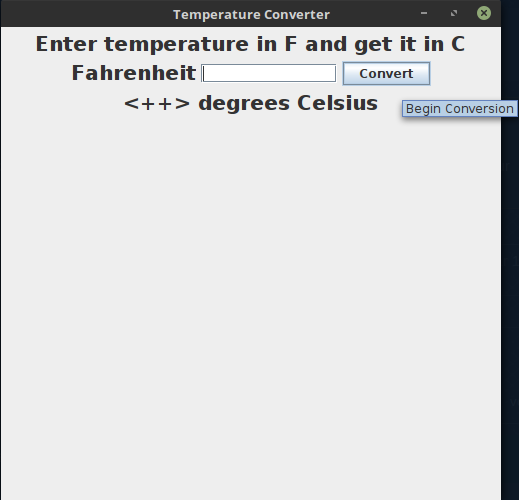 Temperature Converter
Enter temperature in F and get it in C
Fahrenheit Convert
<++> degrees Celsius
Begin Conversion